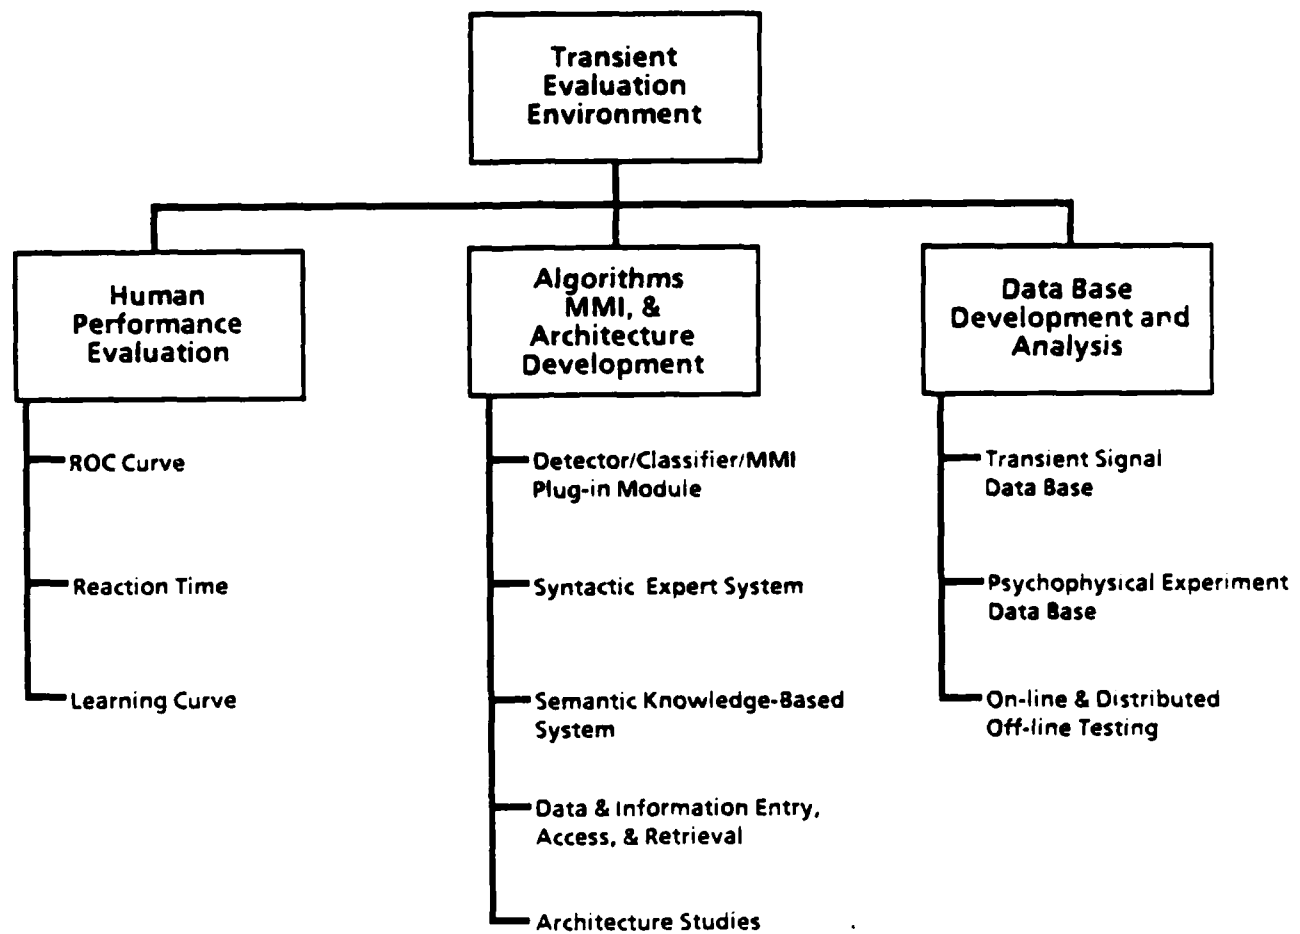 Transient
Evaluation
Environment
Human
Performance
Evaluation
Algorithms
MMI, &
Architecture
Development
Data Base
Development and
Analysis
ROC Curve
Reaction Time
Learning Curve
Detector/Classifier/MMI
Plug-in Module
Syntactic Expert System
Semantic Knowledge-Based
System
Data & Information Entry,
Access, & Retrieval
Architecture Studies
Transient Signal
Data Base
Psychophysical Experiment
Data Base
On-line & Distributed
Off-line Testing